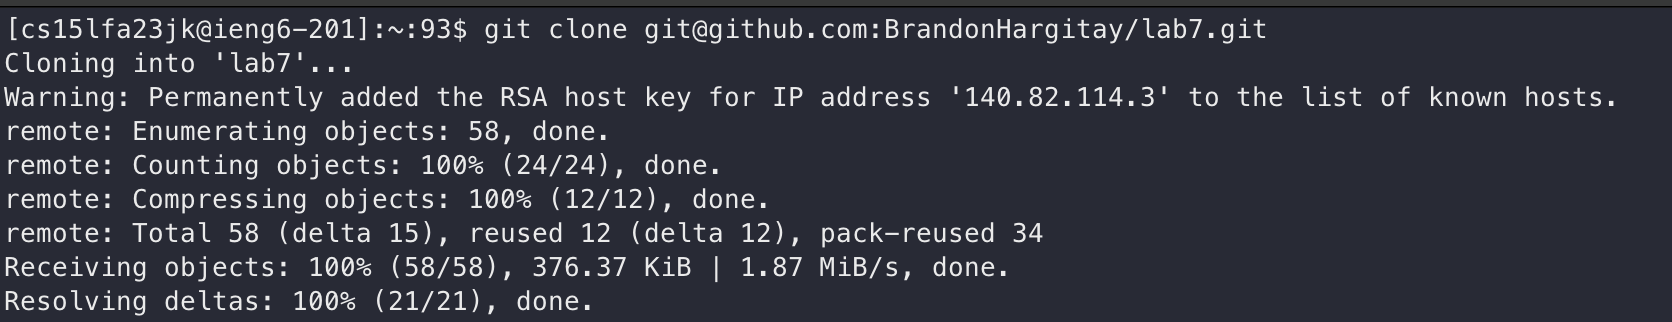 [cs15lfa23jk@ieng6-201]:~:93$ git clone git@github.com:BrandonHargitay/lab7.git
Cloning into 'lab7'...
Warning: Permanently added the RSA host key for IP address '140.82.114.3' to the list of known hosts.
remote: Enumerating objects: 58, done.
remote: Counting objects: 100% (24/24), done.
remote: Compressing objects: 100% (12/12), done.
remote: Total 58 (delta 15), reused 12 (delta 12), pack-reused 34
Receiving objects: 100% (58/58), 376.37 KiB | 1.87 MiB/s, done.
Resolving deltas: 100% (21/21), done.